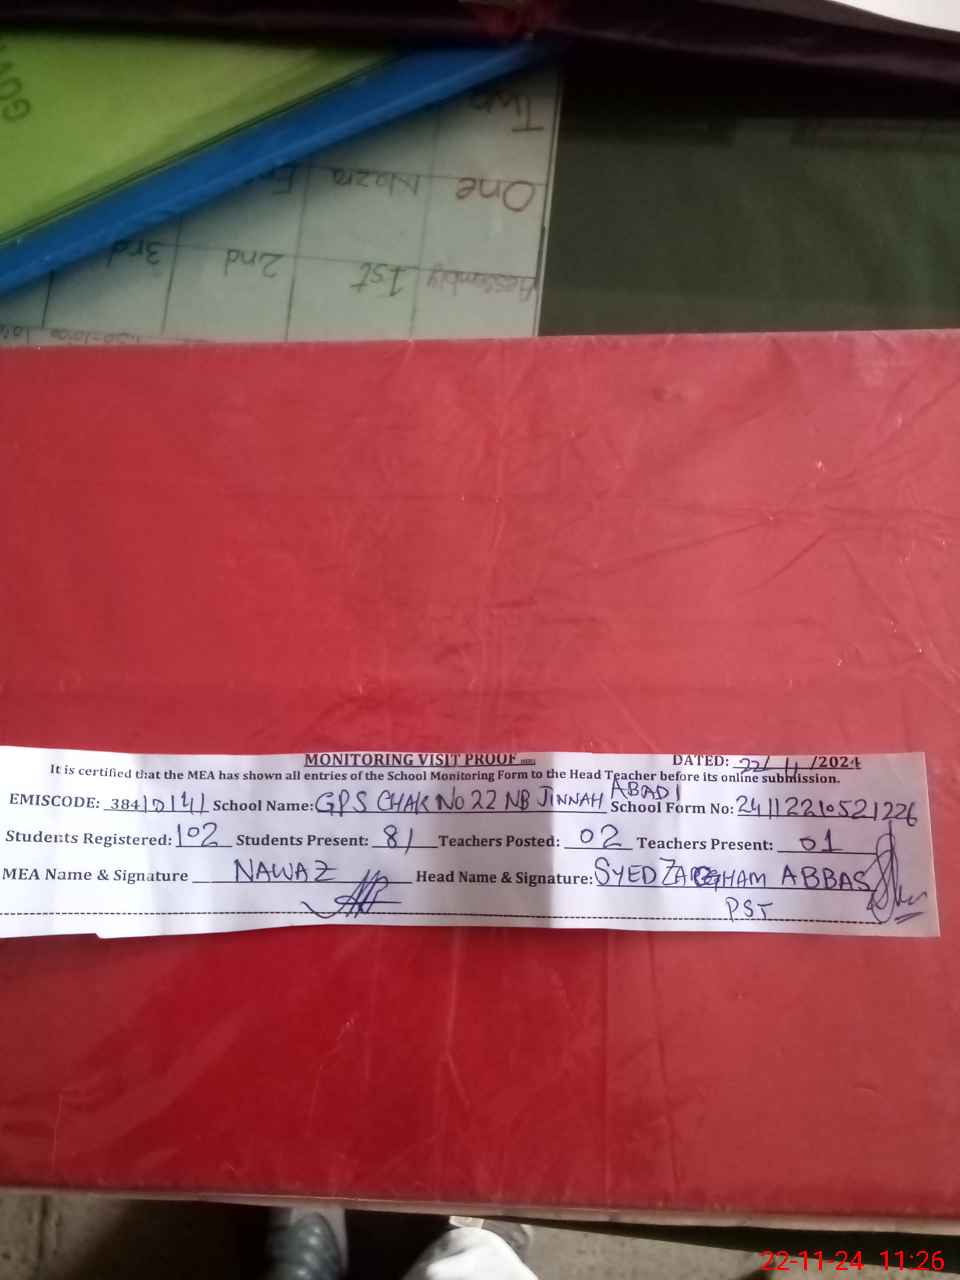 GOV
Two
One Nazra
Assembly 1st 2nd 3rd
MONITORING VISIT PROOF
DATED: 22/11/2024
It is certified that the MEA has shown all entries of the School Monitoring Form to the Head Teacher before its online submission.
EMISCODE: 38410141 School Name: GPS CHAK No 22 NB JINNAH ABADI School Form No: 24112210521226
Students Registered: 102 Students Present: 81 Teachers Posted: 02 Teachers Present: 01
MEA Name & Signature NAWAZ Head Name & Signature: SYED ZARGHAM ABBAS
PST
22-11-24 11:26